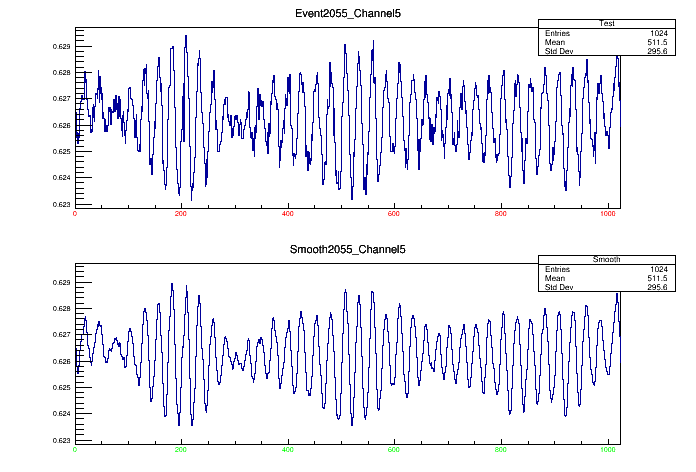 Event2055_Channel5
Test
Entries 1024
Mean 511.5
Std Dev 295.6
0.629
0.628
0.627
0.626
0.625
0.624
0.623
0 200 400 600 800 1000
Smooth2055_Channel5
Smooth
Entries 1024
Mean 511.5
Std Dev 295.6
0.629
0.628
0.627
0.626
0.625
0.624
0.623
0 200 400 600 800 1000